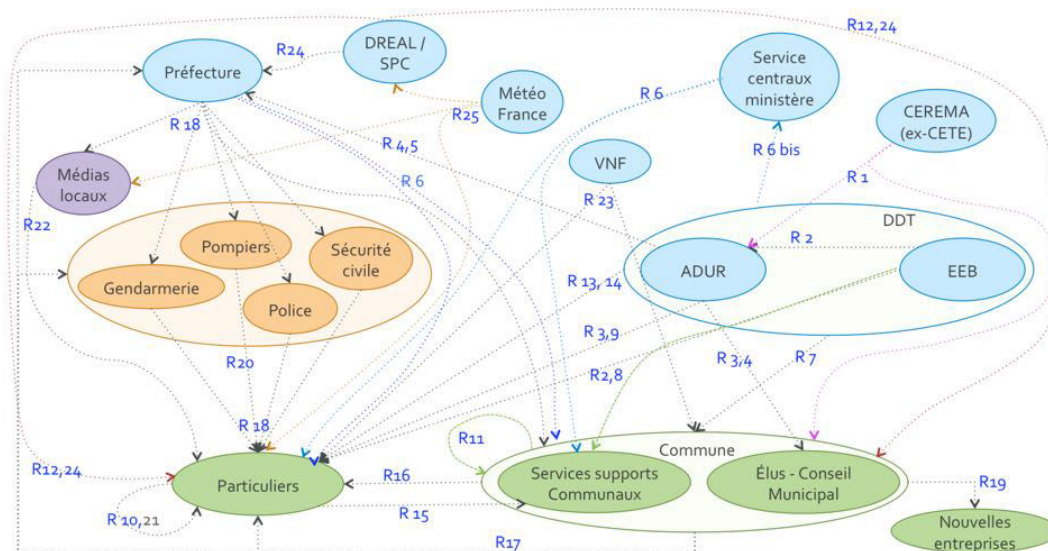 R12,24
DREAL /
SPC
R24
Préfecture
Service
centraux
ministère
R 6
Météo
France
R25
CEREMA
(ex-CETE)
R 18
R 4,5
VNF
R 6 bis
Médias
locaux
R 6
R 1
R 23
R22
DDT
Pompiers
Sécurité
civile
R 2
ADUR
EEB
Gendarmerie
R 13, 14
Police
R 3,9
R20
R 3,4
R 7
R2,8
R 18
R11
Commune
R12,24
R16
Particuliers
Services supports
Communaux
Élus - Conseil
Municipal
R19
R 10,21
R 15
Nouvelles
entreprises
R17